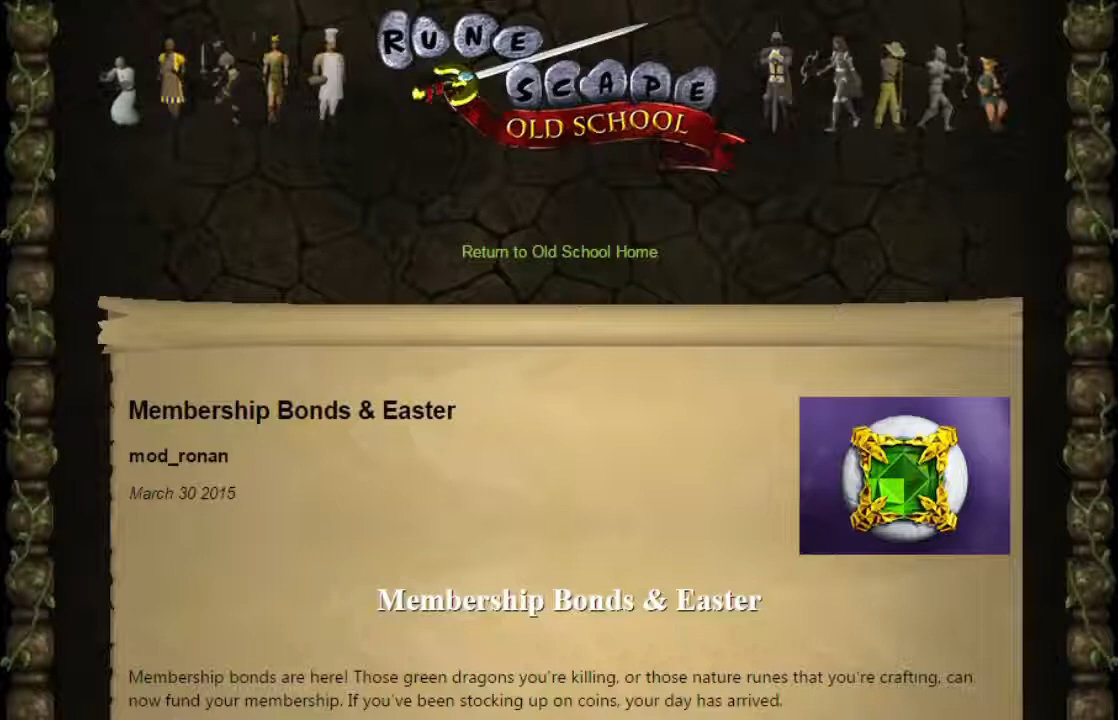 RUNE
SCAPE
OLD SCHOOL
Return to Old School Home
Membership Bonds & Easter
mod_ronan
March 30 2015
Membership Bonds & Easter
Membership bonds are here! Those green dragons you're killing, or those nature runes that you're crafting, can
now fund your membership. If you've been stocking up on coins, your day has arrived.